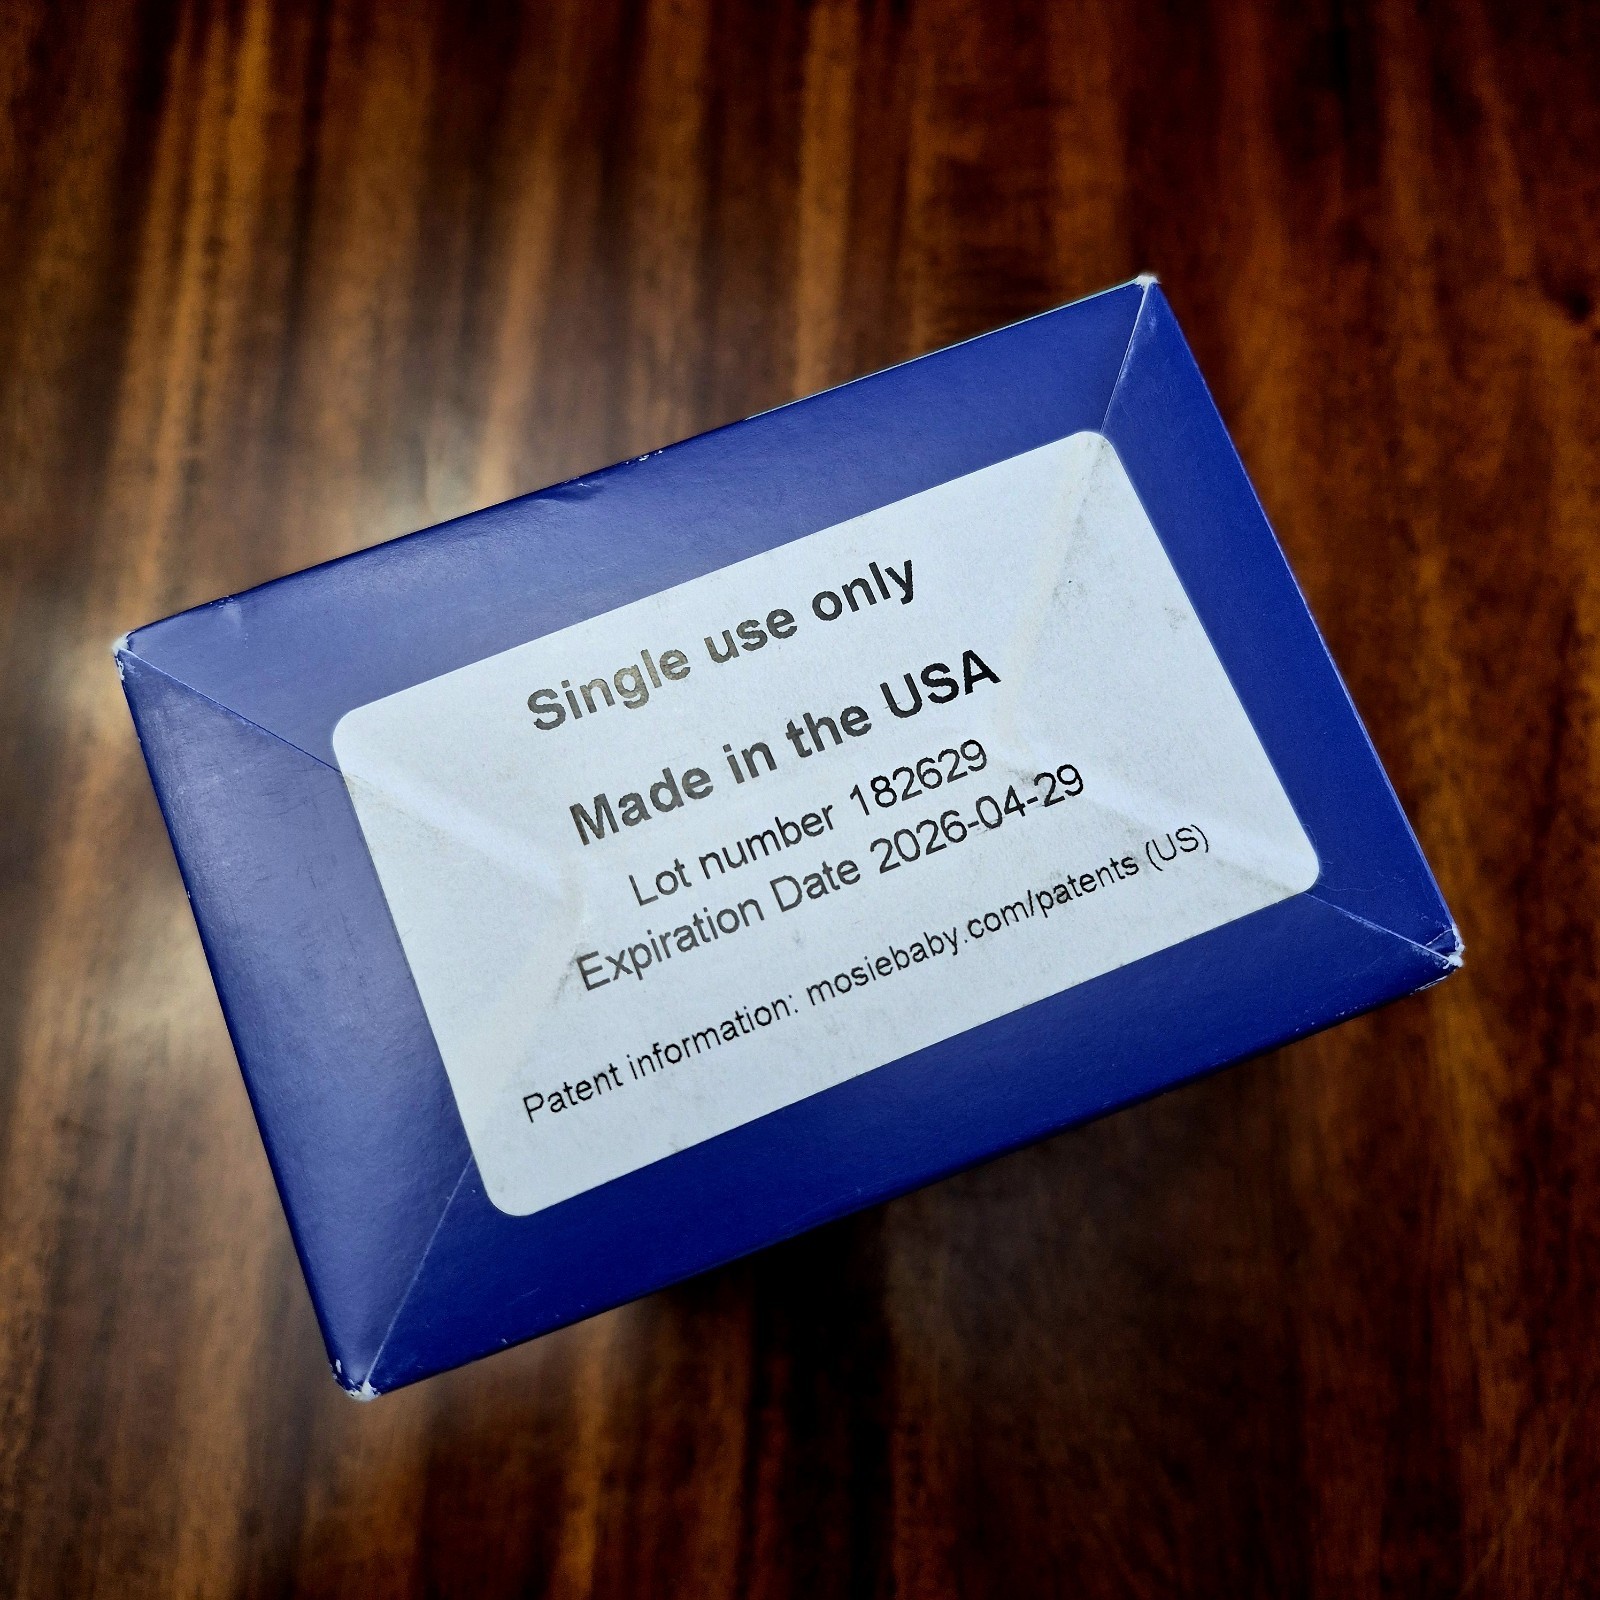 Single use only
Made in the USA
Lot number 182629
Expiration Date 2026-04-29
Patent information: mosiebaby.com/patents (US)